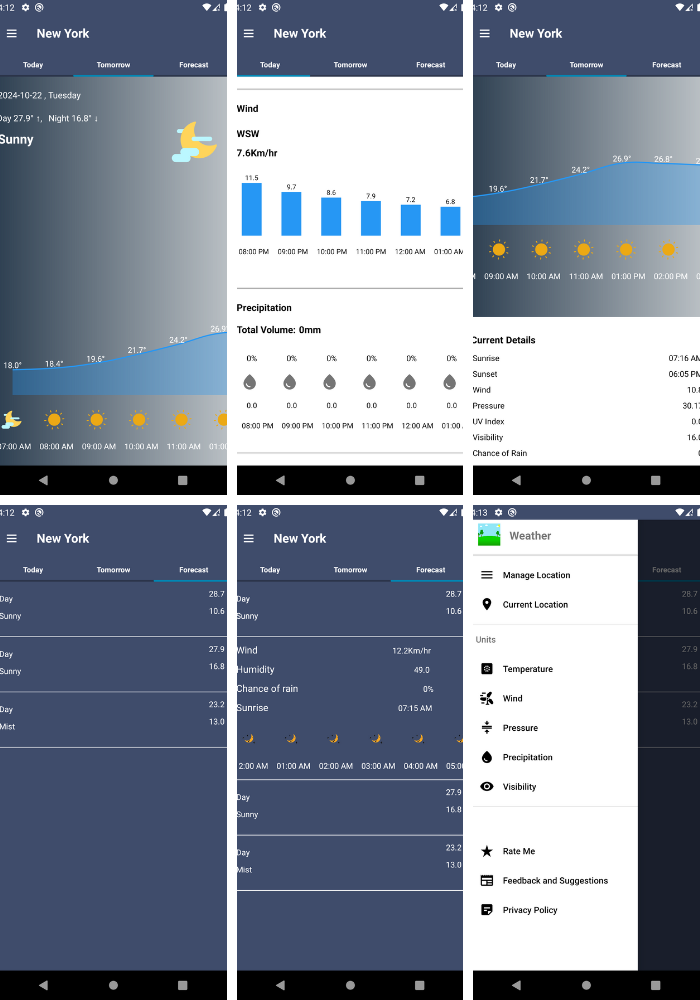 4:12
New York
Today Tomorrow Forecast
2024-10-22 , Tuesday
Day 27.9° ↑, Night 16.8° ↓
Sunny
18.0° 18.4° 19.6° 21.7° 24.2° 26.9°
07:00 AM 08:00 AM 09:00 AM 10:00 AM 11:00 AM 01:00
4:12
New York
Today Tomorrow Forecast
Wind
WSW
7.6Km/hr
11.5 9.7 8.6 7.9 7.2 6.8
08:00 PM 09:00 PM 10:00 PM 11:00 PM 12:00 AM 01:00 AM
Precipitation
Total Volume: 0mm
0% 0% 0% 0% 0% 0%
0.0 0.0 0.0 0.0 0.0 0.0
08:00 PM 09:00 PM 10:00 PM 11:00 PM 12:00 AM 01:00
4:12
New York
Today Tomorrow Forecast
19.6° 21.7° 24.2° 26.9° 26.8°
09:00 AM 10:00 AM 11:00 AM 01:00 PM 02:00 PM
Current Details
Sunrise 07:16 AM
Sunset 06:05 PM
Wind 10.
Pressure 30.1
UV Index 0.
Visibility 16.
Chance of Rain
4:12
New York
Today Tomorrow Forecast
Day 28.7
Sunny 10.6
Day 27.9
Sunny 16.8
Day 23.2
Mist 13.0
4:12
New York
Today Tomorrow Forecast
Day 28.7
Sunny 10.6
Wind 12.2Km/hr
Humidity 49.0
Chance of rain 0%
Sunrise 07:15 AM
2:00 AM 01:00 AM 02:00 AM 03:00 AM 04:00 AM 05:0
Day 27.9
Sunny 16.8
Day 23.2
Mist 13.0
4:13
Weather
Forecast
Manage Location
28.7
Current Location
10.6
Units
27.9
Temperature
16.8
Wind
23.2
Pressure
13.0
Precipitation
Visibility
Rate Me
Feedback and Suggestions
Privacy Policy